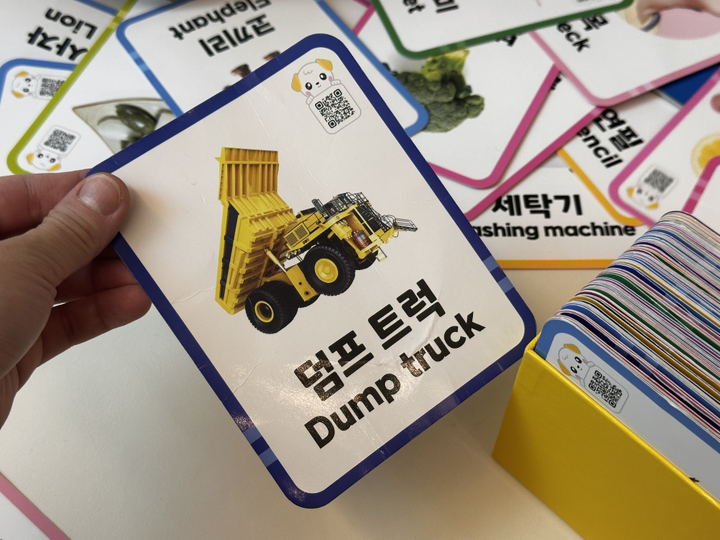 덤프 트럭
Dump truck
사자
Lion
코끼리
Elephant
세탁기
ashing machine
연필
encil
eck